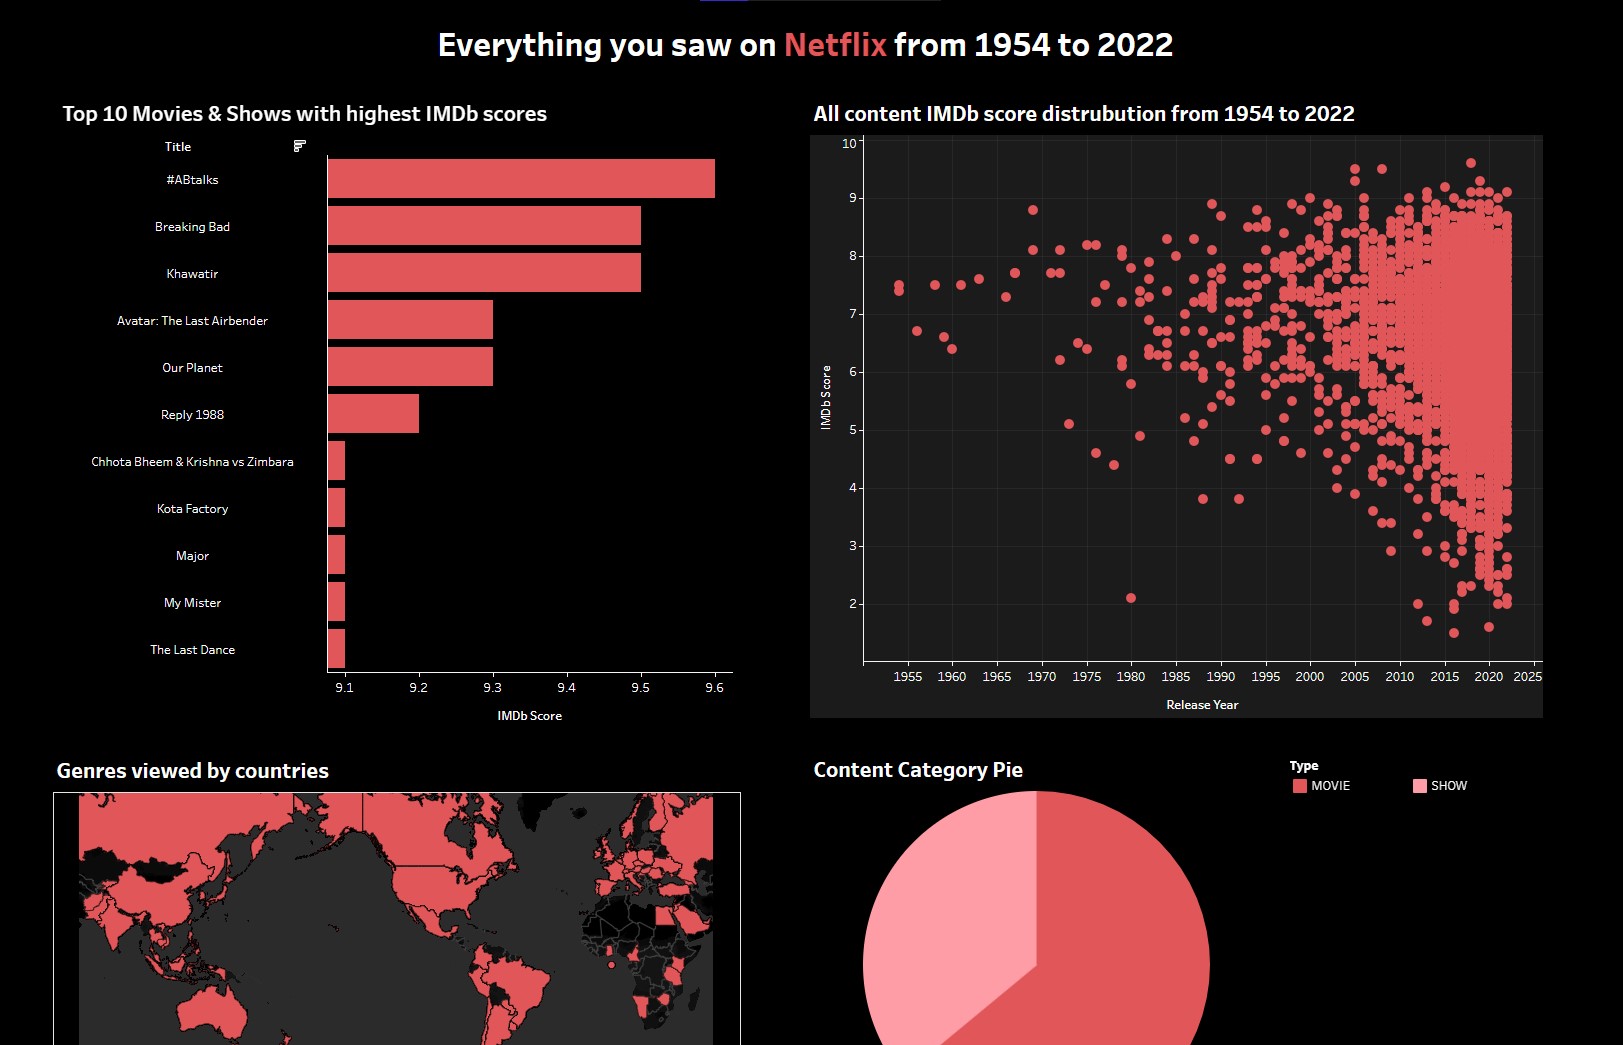 Everything you saw on Netflix from 1954 to 2022
Top 10 Movies & Shows with highest IMDb scores
Title
#ABtalks
Breaking Bad
Khawatir
Avatar: The Last Airbender
Our Planet
Reply 1988
Chhota Bheem & Krishna vs Zimbara
Kota Factory
Major
My Mister
The Last Dance
9.1 9.2 9.3 9.4 9.5 9.6
IMDb Score
All content IMDb score distrubution from 1954 to 2022
10
9
8
7
6
5
4
3
2
IMDb Score
1955 1960 1965 1970 1975 1980 1985 1990 1995 2000 2005 2010 2015 2020 2025
Release Year
Genres viewed by countries
Content Category Pie
Type
MOVIE SHOW